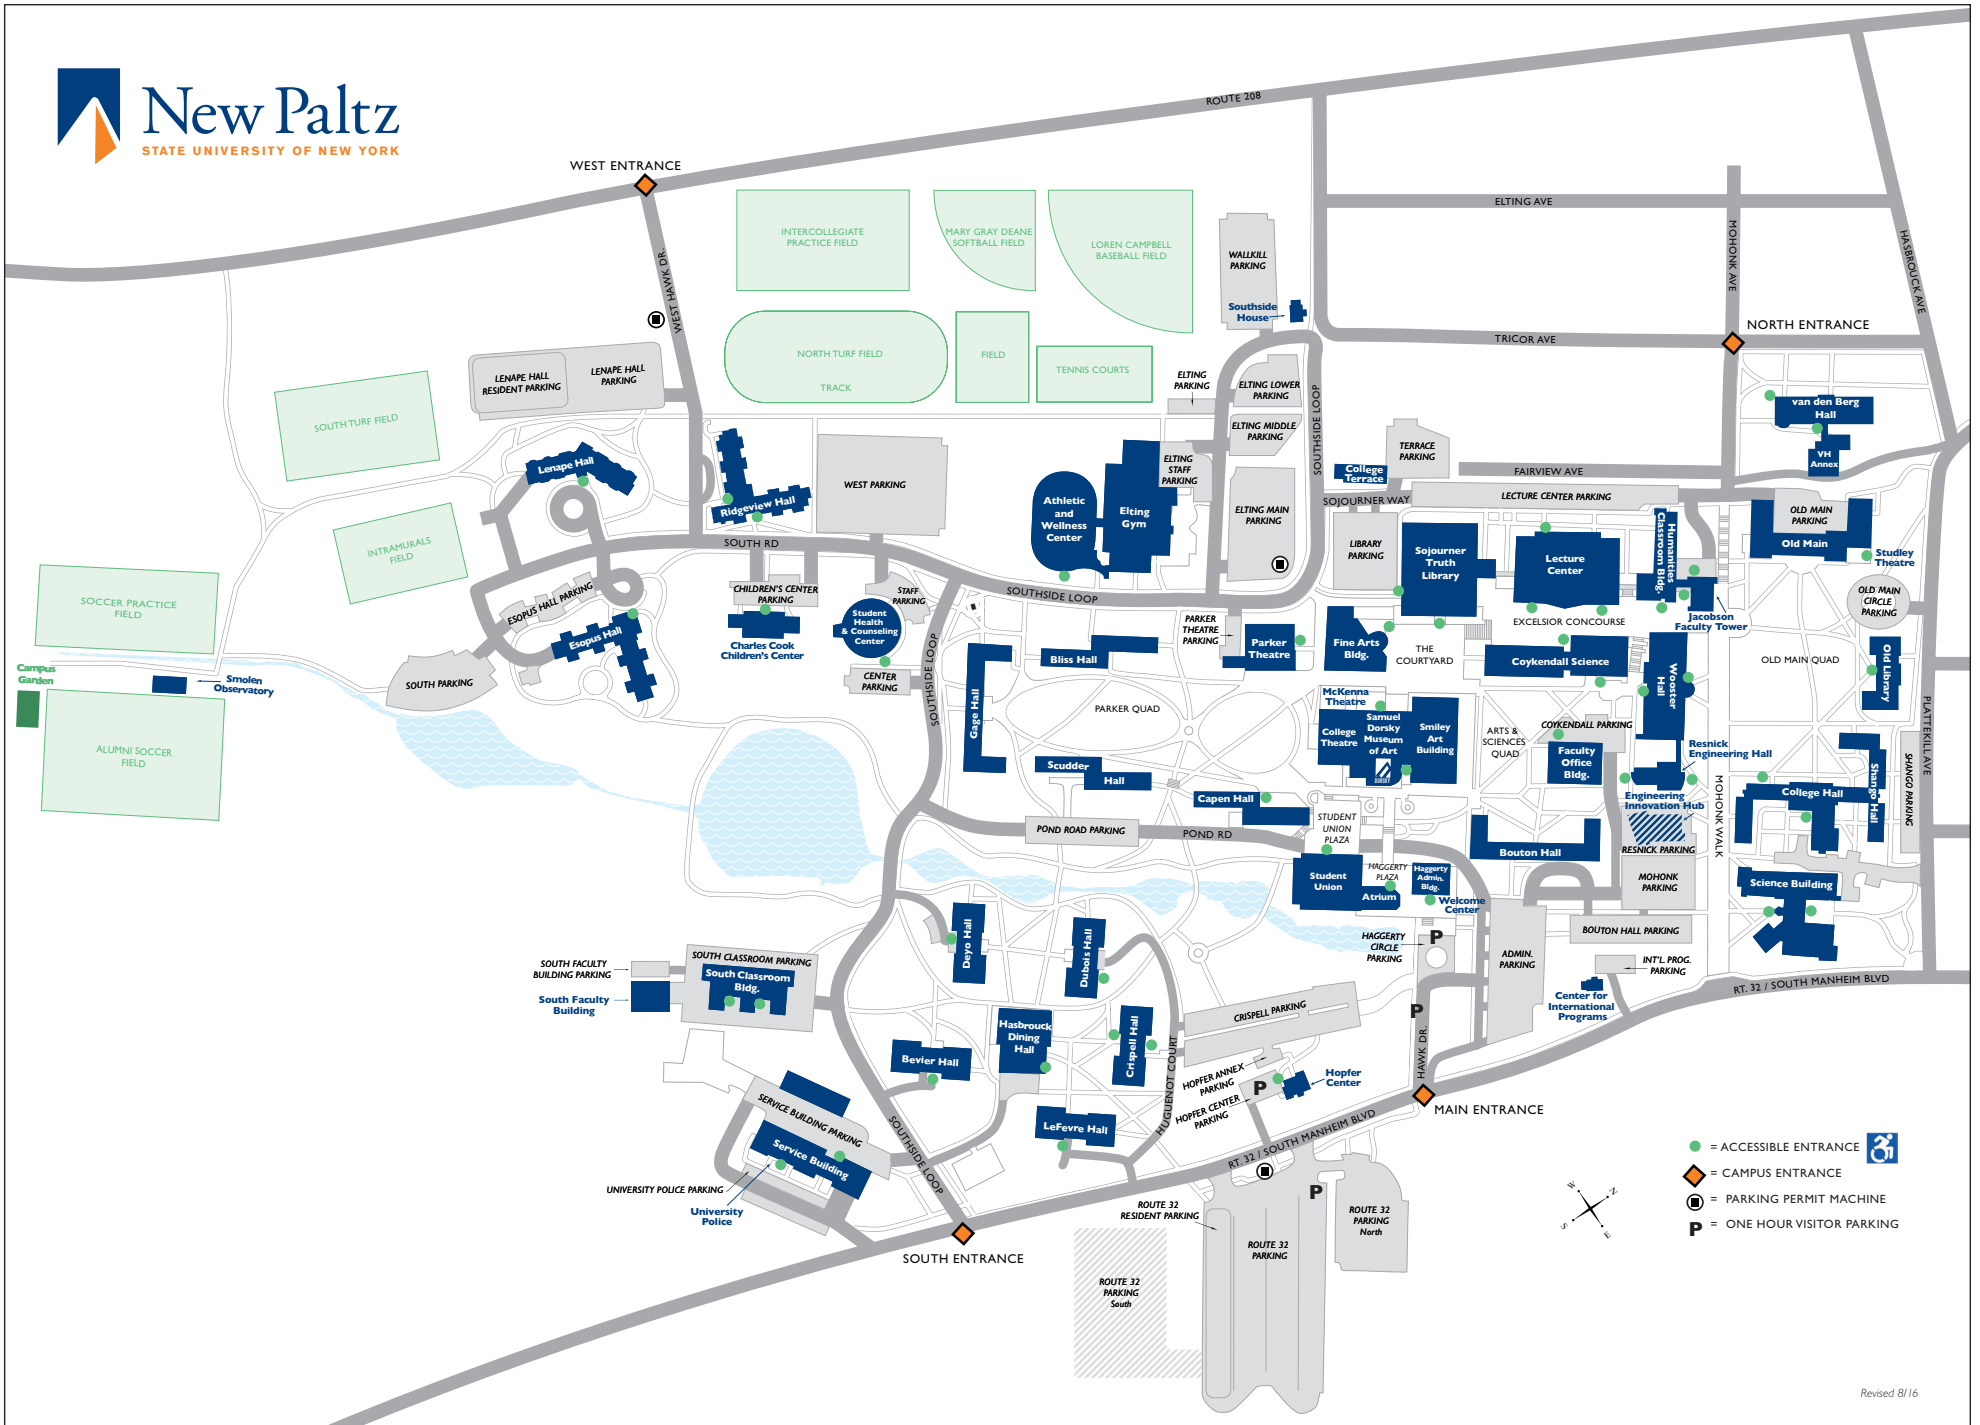 New Paltz
STATE UNIVERSITY OF NEW YORK
ROUTE 208
WEST ENTRANCE
WEST HAWK DR.
INTERCOLLEGIATE
PRACTICE FIELD
MARY GRAY DEANE
SOFTBALL FIELD
LOREN CAMPBELL
BASEBALL FIELD
WALLKILL
PARKING
Southside
House
ELTING AVE
MOHONK AVE
HASBROUCK AVE
NORTH ENTRANCE
TRICOR AVE
NORTH TURF FIELD
TRACK
FIELD
TENNIS COURTS
ELTING
PARKING
ELTING LOWER
PARKING
ELTING MIDDLE
PARKING
SOUTHSIDE LOOP
LENAPE HALL
RESIDENT PARKING
LENAPE HALL
PARKING
SOUTH TURF FIELD
Lenape Hall
Ridgeview Hall
WEST PARKING
Athletic
and
Wellness
Center
Elting
Gym
ELTING
STAFF
PARKING
ELTING MAIN
PARKING
TERRACE
PARKING
College
Terrace
FAIRVIEW AVE
SOJOURNER WAY
LECTURE CENTER PARKING
van den Berg
Hall
VH
Annex
OLD MAIN
PARKING
Old Main
Studley
Theatre
INTRAMURALS
FIELD
SOUTH RD
LIBRARY
PARKING
Sojourner
Truth
Library
Lecture
Center
Humanities
Classroom Bldg.
Jacobson
Faculty Tower
OLD MAIN
CIRCLE
PARKING
SOCCER PRACTICE
FIELD
ESOPUS HALL PARKING
Esopus Hall
CHILDREN'S CENTER
PARKING
Charles Cook
Children's Center
STAFF
PARKING
Student
Health
& Counseling
Center
SOUTHSIDE LOOP
SOUTHSIDE LOOP
PARKER
THEATRE
PARKING
Parker
Theatre
Fine Arts
Bldg.
THE
COURTYARD
EXCELSIOR CONCOURSE
Coykendall Science
Wooster
Hall
OLD MAIN QUAD
Old Library
Campus
Garden
Smolen
Observatory
SOUTH PARKING
CENTER
PARKING
Bliss Hall
Gage Hall
PARKER QUAD
McKenna
Theatre
College
Theatre
Samuel
Dorsky
Museum
of Art
DORSKY
Smiley
Art
Building
ARTS &
SCIENCES
QUAD
COYKENDALL PARKING
Faculty
Office
Bldg.
Resnick
Engineering Hall
Engineering
Innovation Hub
RESNICK PARKING
MOHONK WALK
PLATTEKILL AVE
SHANGO PARKING
Shango Hall
College Hall
ALUMNI SOCCER
FIELD
Scudder
Hall
Capen Hall
STUDENT
UNION
PLAZA
POND ROAD PARKING
POND RD
Bouton Hall
MOHONK
PARKING
Science Building
Student
Union
HAGGERTY
PLAZA
Atrium
Haggerty
Admin.
Bldg.
Welcome
Center
HAGGERTY
CIRCLE
PARKING
P
ADMIN.
PARKING
BOUTON HALL PARKING
INT'L. PROG.
PARKING
Center for
International
Programs
RT. 32 / SOUTH MANHEIM BLVD
Deyo Hall
Dubois Hall
SOUTH FACULTY
BUILDING PARKING
South Faculty
Building
SOUTH CLASSROOM PARKING
South Classroom
Bldg.
Hasbrouck
Dining
Hall
Crispell Hall
CRISPELL PARKING
P
HAWK DR.
Bevier Hall
HUGUENOT COURT
HOPFER ANNEX
PARKING
HOPFER CENTER
PARKING
P
Hopfer
Center
MAIN ENTRANCE
SERVICE BUILDING PARKING
Service Building
LeFevre Hall
RT. 32 / SOUTH MANHEIM BLVD
SOUTHSIDE LOOP
UNIVERSITY POLICE PARKING
University
Police
SOUTH ENTRANCE
ROUTE 32
RESIDENT PARKING
P
ROUTE 32
PARKING
North
ROUTE 32
PARKING
ROUTE 32
PARKING
South
= ACCESSIBLE ENTRANCE
= CAMPUS ENTRANCE
= PARKING PERMIT MACHINE
P = ONE HOUR VISITOR PARKING
W N
S E
Revised 8/16